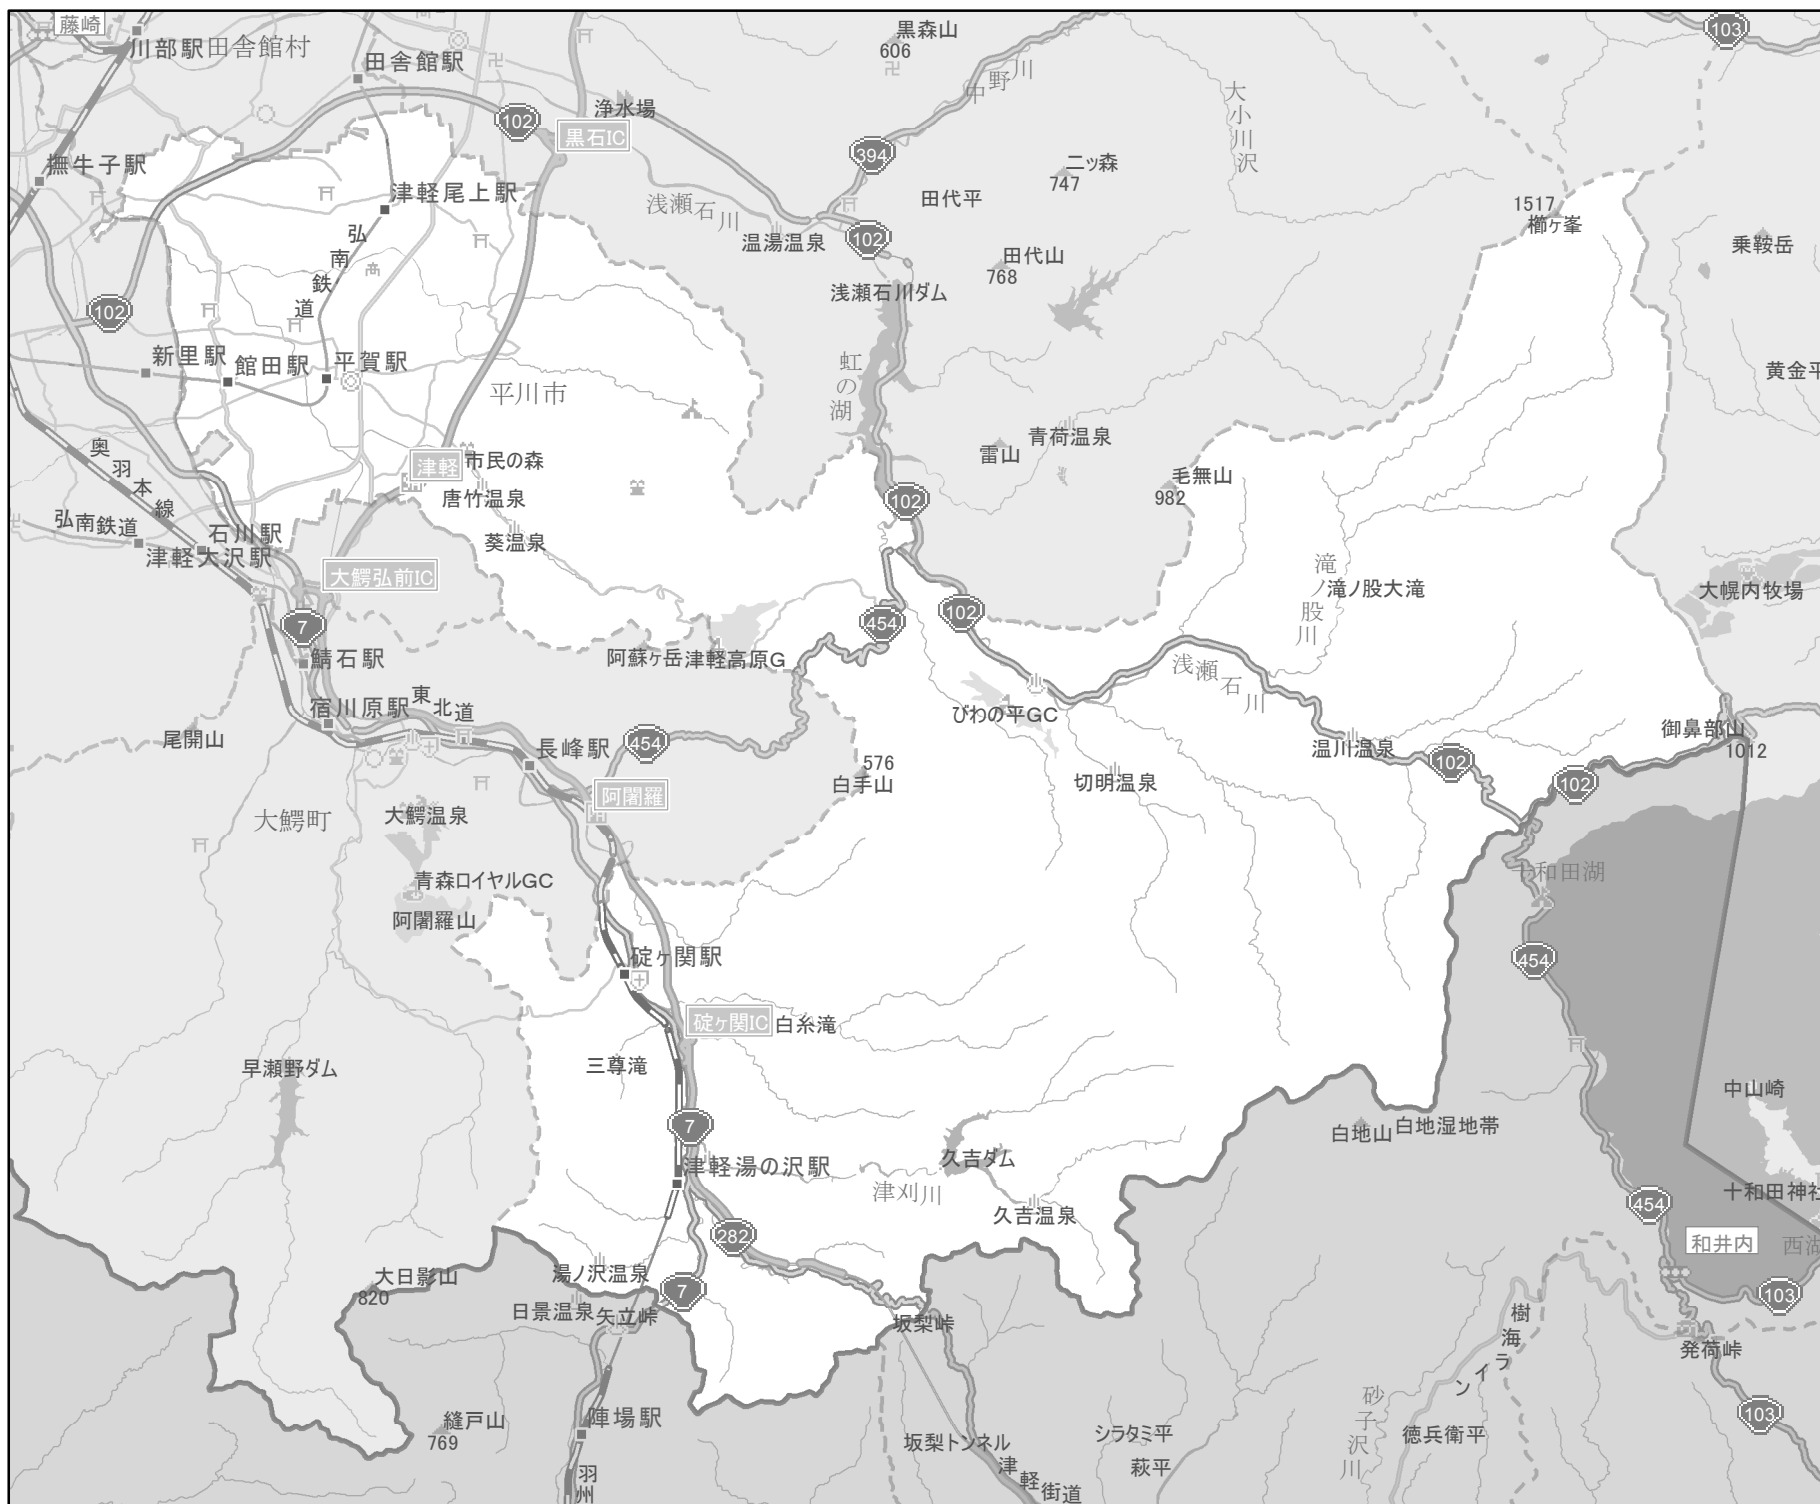 藤崎
川部駅
田舎館村
田舎館駅
黒森山
606
中野川
大小川沢
103
浄水場
102
黒石IC
394
二ッ森
747
撫牛子駅
津軽尾上駅
浅瀬石川
田代平
1517
櫛ヶ峯
乗鞍岳
弘南鉄道
温湯温泉
102
田代山
768
浅瀬石川ダム
102
新里駅
館田駅
平賀駅
平川市
虹の湖
黄金平
奥羽本線
津軽
市民の森
唐竹温泉
雷山
青荷温泉
毛無山
982
102
弘南鉄道
石川駅
津軽大沢駅
葵温泉
大鰐弘前IC
滝ノ股川
滝ノ股大滝
大幌内牧場
7
454
102
鯖石駅
阿蘇ヶ岳
津軽高原G
浅瀬石川
宿川原駅
東北道
びわの平GC
尾開山
長峰駅
454
576
白手山
切明温泉
温川温泉
102
御鼻部山
1012
102
阿闍羅
大鰐町
大鰐温泉
青森ロイヤルGC
阿闍羅山
十和田湖
碇ヶ関駅
454
碇ヶ関IC
白糸滝
早瀬野ダム
三尊滝
中山崎
7
白地山
白地湿地帯
津軽湯の沢駅
久吉ダム
津刈川
久吉温泉
十和田神社
454
282
和井内
西湖
湯ノ沢温泉
大日影山
820
7
103
日景温泉
矢立峠
坂梨峠
樹海ライン
発荷峠
縫戸山
769
陣場駅
坂梨トンネル
シラタミ平
砂子沢川
徳兵衛平
103
萩平
羽州
津軽街道